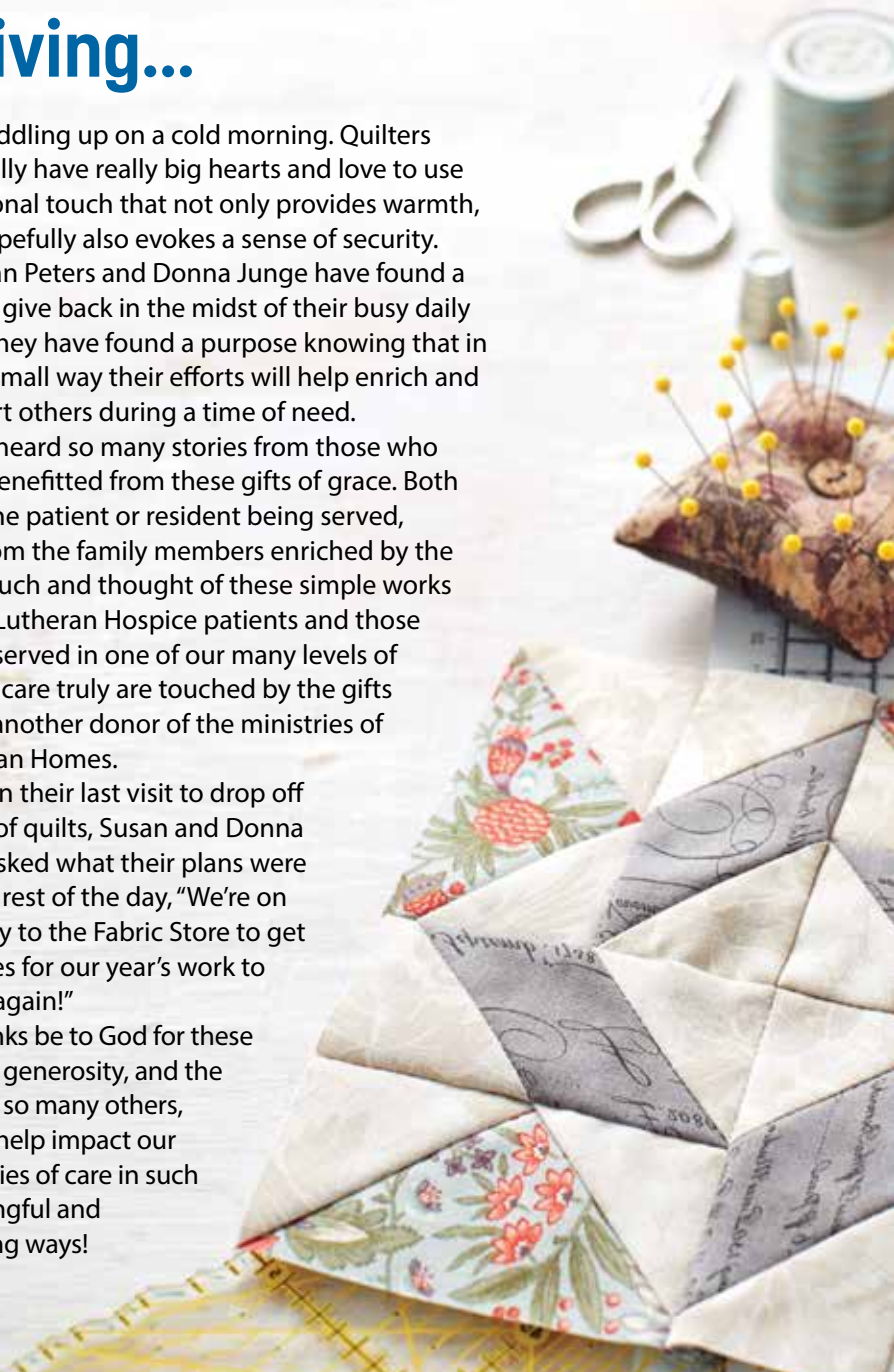 iving...
ddling up on a cold morning. Quilters
lly have really big hearts and love to use
onal touch that not only provides warmth,
pefully also evokes a sense of security.
an Peters and Donna Junge have found a
give back in the midst of their busy daily
hey have found a purpose knowing that in
mall way their efforts will help enrich and
rt others during a time of need.
heard so many stories from those who
enefitted from these gifts of grace. Both
he patient or resident being served,
om the family members enriched by the
uch and thought of these simple works
Lutheran Hospice patients and those
served in one of our many levels of
care truly are touched by the gifts
another donor of the ministries of
an Homes.
n their last visit to drop off
of quilts, Susan and Donna
sked what their plans were
rest of the day, “We’re on
y to the Fabric Store to get
es for our year’s work to
again!”
nks be to God for these
generosity, and the
so many others,
help impact our
ies of care in such
ngful and
ng ways!